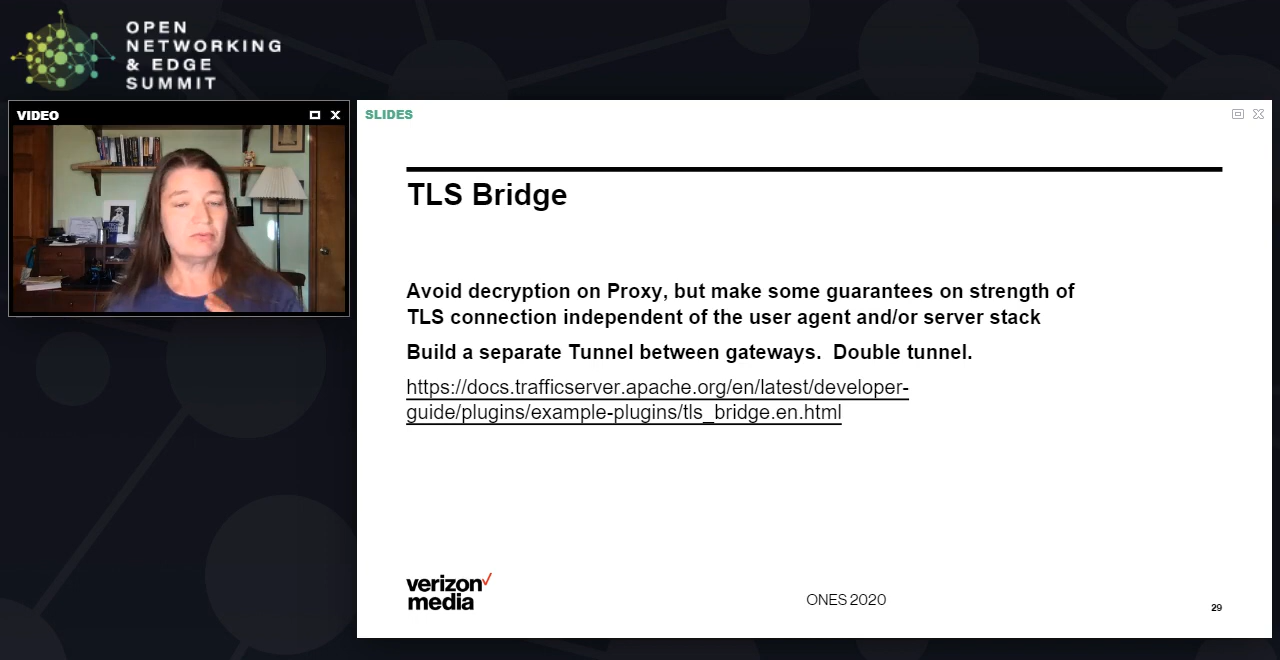 OPEN
NETWORKING
& EDGE
SUMMIT
VIDEO
SLIDES
TLS Bridge
Avoid decryption on Proxy, but make some guarantees on strength of
TLS connection independent of the user agent and/or server stack
Build a separate Tunnel between gateways.  Double tunnel.
https://docs.trafficserver.apache.org/en/latest/developer-
guide/plugins/example-plugins/tls_bridge.en.html
verizon✓
media
ONES 2020
29